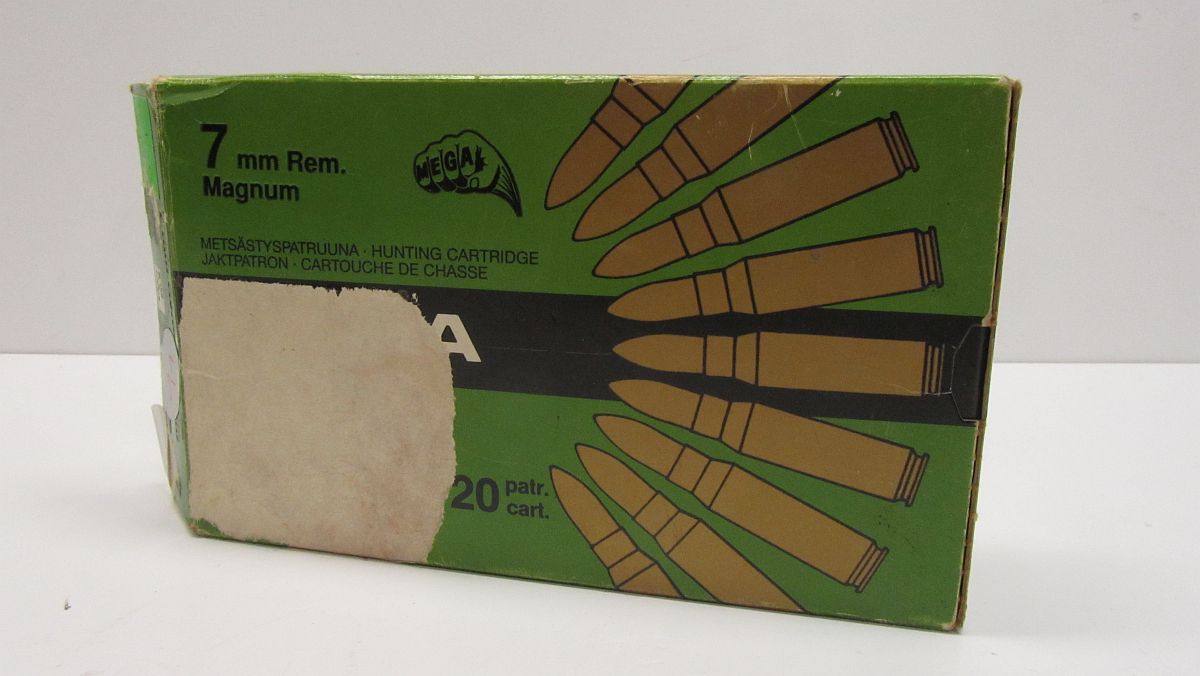 7 mm Rem.
Magnum
MEGA
METSÄSTYSPATRUUNA · HUNTING CARTRIDGE
JAKTPATRON · CARTOUCHE DE CHASSE
A
20 patr.
cart.